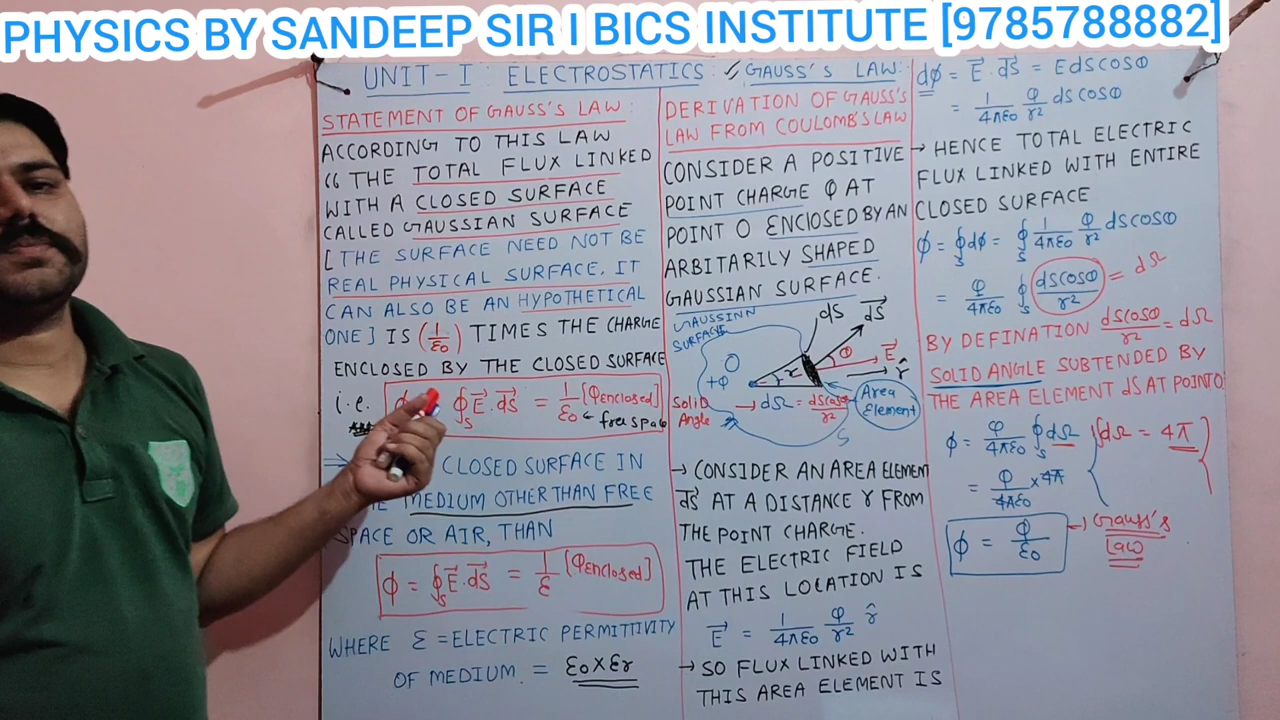 PHYSICS BY SANDEEP SIR I BICS INSTITUTE [9785788882]
UNIT-I : ELECTROSTATICS : GAUSS'S LAW:
STATEMENT OF GAUSS'S LAW:
ACCORDING TO THIS LAW
"THE TOTAL FLUX LINKED
WITH A CLOSED SURFACE
CALLED GAUSSIAN SURFACE
[THE SURFACE NEED NOT BE
REAL PHYSICAL SURFACE, IT
CAN ALSO BE AN HYPOTHETICAL
ONE] IS (1/ε0) TIMES THE CHARGE
ENCLOSED BY THE CLOSED SURFACE
i.e. ∮S E⃗.dS⃗ = 1/ε0 [φenclosed]
← free space
CLOSED SURFACE IN
MEDIUM OTHER THAN FREE
SPACE OR AIR, THAN
ϕ = ∮S E⃗.dS⃗ = 1/ε [φENCLOSED]
WHERE ε = ELECTRIC PERMITTIVITY
OF MEDIUM. = ε0×εr
DERIVATION OF GAUSS'S
LAW FROM COULOMB'S LAW
CONSIDER A POSITIVE
POINT CHARGE φ AT
POINT O ENCLOSED BY AN
ARBITARILY SHAPED
GAUSSIAN SURFACE.
GAUSSINN
SURFACE
dS
dS⃗
O
+φ
r
θ
E⃗
r̂
Solid
Angle
→ dΩ = dscosθ/r²
Area
Element
S
→ CONSIDER AN AREA ELEMENT
dS⃗ AT A DISTANCE r FROM
THE POINT CHARGE.
THE ELECTRIC FIELD
AT THIS LOCATION IS
E⃗ = 1/4πε0 φ/r² r̂
→ SO FLUX LINKED WITH
THIS AREA ELEMENT IS
dϕ = E⃗.dS⃗ = EdScosθ
= 1/4πε0 φ/r² dscosθ
→ HENCE TOTAL ELECTRIC
FLUX LINKED WITH ENTIRE
CLOSED SURFACE
ϕ = ∮S dϕ = ∮S 1/4πε0 φ/r² dscosθ
= φ/4πε0 ∮S dscosθ/r² = dΩ
BY DEFINATION dscosθ/r² = dΩ
SOLID ANGLE SUBTENDED BY
THE AREA ELEMENT dS AT POINT O
ϕ = φ/4πε0 ∮S dΩ {∫dΩ = 4π}
= φ/4πε0 × 4π
ϕ = φ/ε0 → Gauss's
law